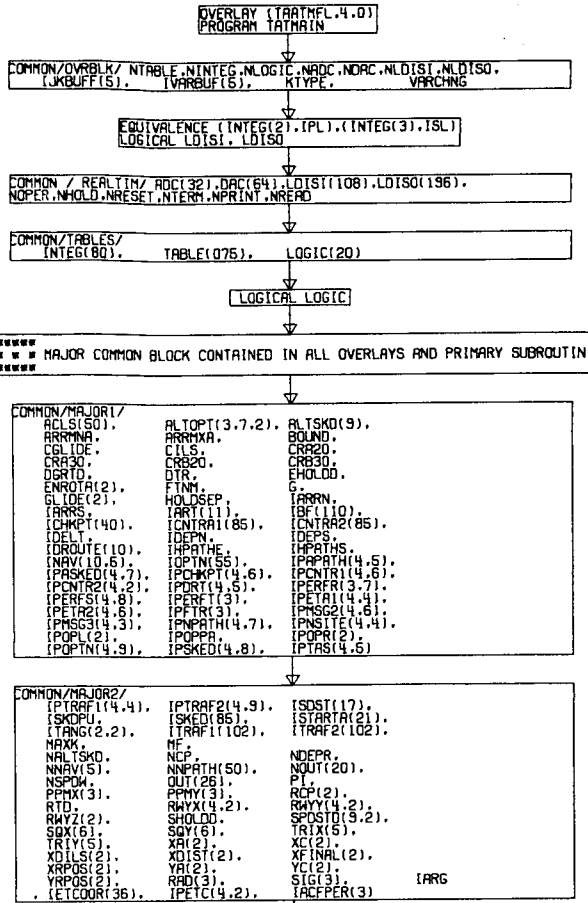 OVERLAY (TAATMFL,4,0)
PROGRAM TATMAIN
COMMON/OVRBLK/ NTABLE,NINTEG,NLOGIC,NADC,NDAC,NLDISI,NLDISO,
IJKBUFF(5), IVARBUF(5), KTYPE, VARCHNG
EQUIVALENCE (INTEG(2),IPL),(INTEG(3),ISL)
LOGICAL LDISI, LDISO
COMMON / REALTIM/ ADC(32),DAC(64),LDISI(108),LDISO(196),
NOPER,NHOLD,NRESET,NTERM,NPRINT,NREAD
COMMON/TABLES/
INTEG(80), TABLE(075), LOGIC(20)
LOGICAL LOGIC
*****
* * * MAJOR COMMON BLOCK CONTAINED IN ALL OVERLAYS AND PRIMARY SUBROUTIN
*****
COMMON/MAJOR1/
ACLS(50), ALTOPT(3,7,2), ALTSKD(9),
ARRMNA, ARRMXA, BOUND,
CGLIDE, CILS, CRA20,
CRA30, CRB20, CRB30,
DGRTD, DTR, EHOLDD,
ENROTA(2), FTNM, G,
GLIDE(2), HOLDSEP, IARRN,
IARRS, IART(11), IBF(110),
ICHKPT(40), ICNTRA1(85), ICNTRA2(85),
IDELT, IDEPN, IDEPS,
IDROUTE(10), IHPATHE, IHPATHS,
INAV(10,6), IOPTN(55), IPAPATH(4,5),
IPASKED(4,7), IPCHKPT(4,6), IPCNTR1(4,6),
IPCNTR2(4,2), IPDRT(4,5), IPERFR(3,7),
IPERFS(4,8), IPERFT(3), IPETA1(4,4),
IPETA2(4,6), IPFTR(3), IPMSG2(4,6),
IPMSG3(4,3), IPNPATH(4,7), IPNSITE(4,4),
IPOPL(2), IPOPPA, IPOPR(2),
IPOPTN(4,9), IPSKED(4,8), IPTAS(4,6)
COMMON/MAJOR2/
IPTRAF1(4,4), IPTRAF2(4,9), ISDST(17),
ISKDPU, ISKED(85), ISTARTA(21),
ITANG(2,2), ITRAF1(102), ITRAF2(102),
MAXK, MF,
NALTSKD, NCP, NDEPR,
NNAV(5), NNPATH(50), NOUT(20),
NSPDW, OUT(26), PI,
PPMX(3), PPMY(3), RCP(2),
RTD, RWYX(4,2), RWYY(4,2),
RWYZ(2), SHOLDD, SPDSTD(9,2),
SQX(6), SQY(6), TRIX(5),
TRIY(5), XA(2), XC(2),
XDILS(2), XDIST(2), XFINAL(2),
XRPOS(2), YA(2), YC(2),
YRPOS(2), RAD(3), SIG(3), IARG
, IETCOOR(36), IPETC(4,2), IACFPER(3)